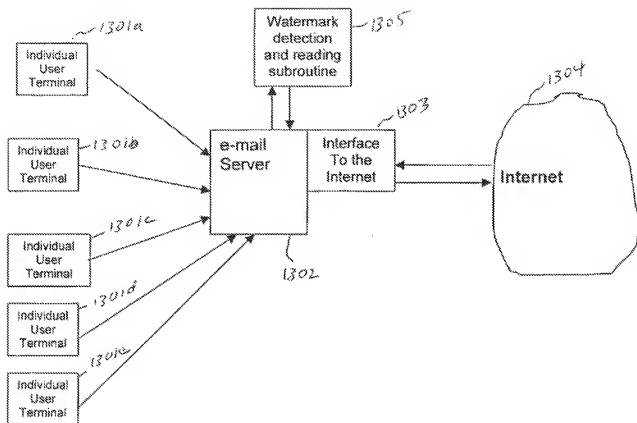 1301a
Individual
User
Terminal
1305
Watermark
detection
and reading
subroutine
1303
1304
1301b
Individual
User
Terminal
e-mail
Server
Interface
To the
Internet
Internet
1301c
Individual
User
Terminal
1302
1301d
Individual
User
Terminal
1301e
Individual
User
Terminal